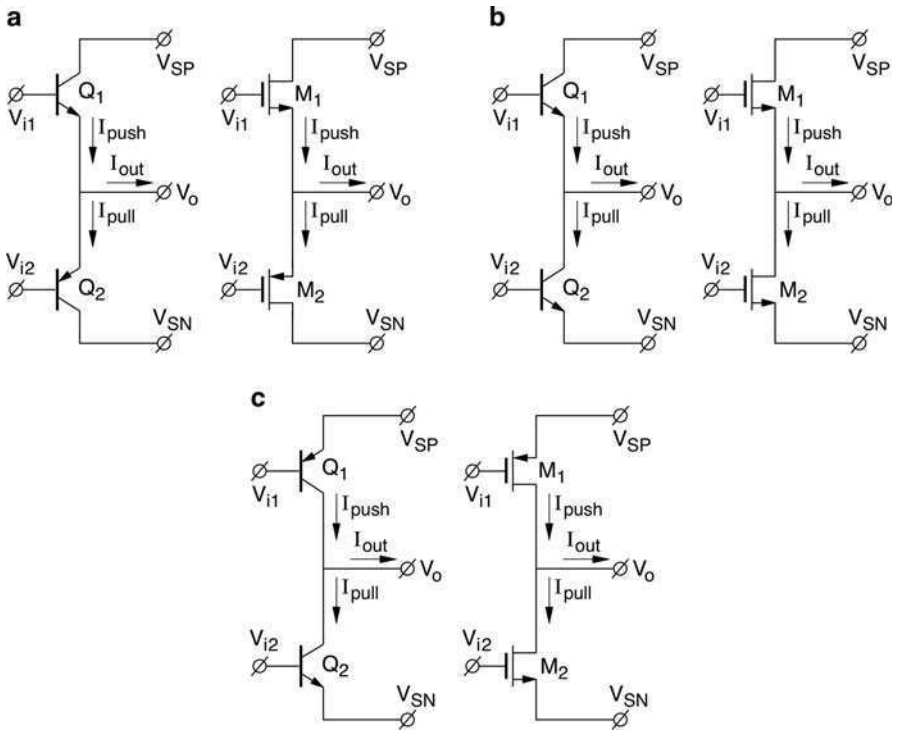 a
V_SP
Q_1
V_i1
I_push
I_out
V_o
I_pull
V_i2
Q_2
V_SN
V_SP
M_1
V_i1
I_push
I_out
V_o
I_pull
V_i2
M_2
V_SN
b
V_SP
Q_1
V_i1
I_push
I_out
V_o
I_pull
V_i2
Q_2
V_SN
V_SP
M_1
V_i1
I_push
I_out
V_o
I_pull
V_i2
M_2
V_SN
c
V_SP
Q_1
V_i1
I_push
I_out
V_o
I_pull
V_i2
Q_2
V_SN
V_SP
M_1
V_i1
I_push
I_out
V_o
I_pull
V_i2
M_2
V_SN